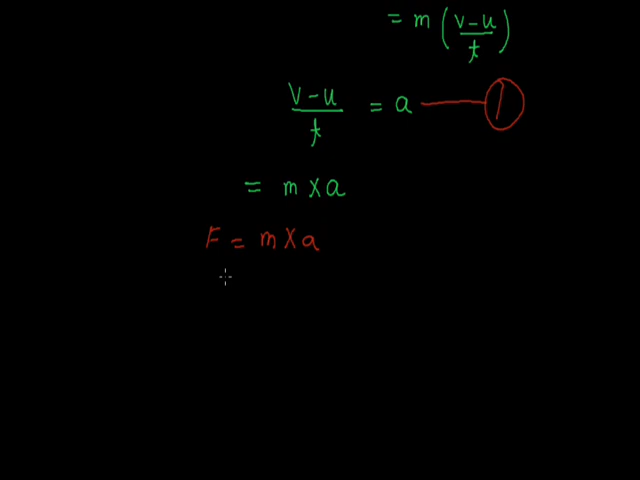 = m (v-u/t)
v-u/t = a — 1
= m x a
F = m x a